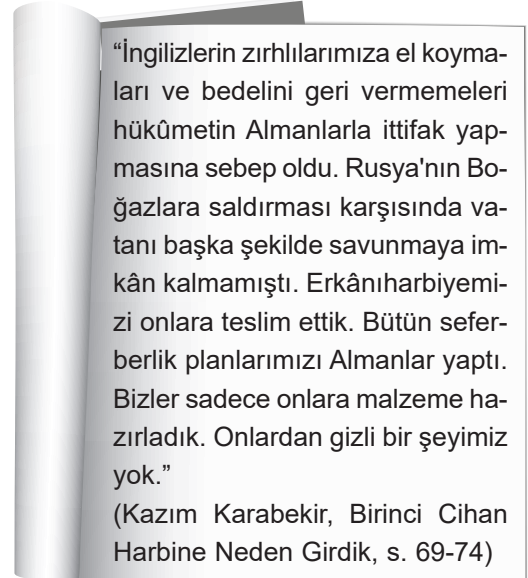 “İngilizlerin zırhlılarımıza el koyma-
ları ve bedelini geri vermemeleri
hükûmetin Almanlarla ittifak yap-
masına sebep oldu. Rusya'nın Bo-
ğazlara saldırması karşısında va-
tanı başka şekilde savunmaya im-
kân kalmamıştı. Erkânıharbiyemi-
zi onlara teslim ettik. Bütün sefer-
berlik planlarımızı Almanlar yaptı.
Bizler sadece onlara malzeme ha-
zırladık. Onlardan gizli bir şeyimiz
yok.”
(Kazım Karabekir, Birinci Cihan
Harbine Neden Girdik, s. 69-74)